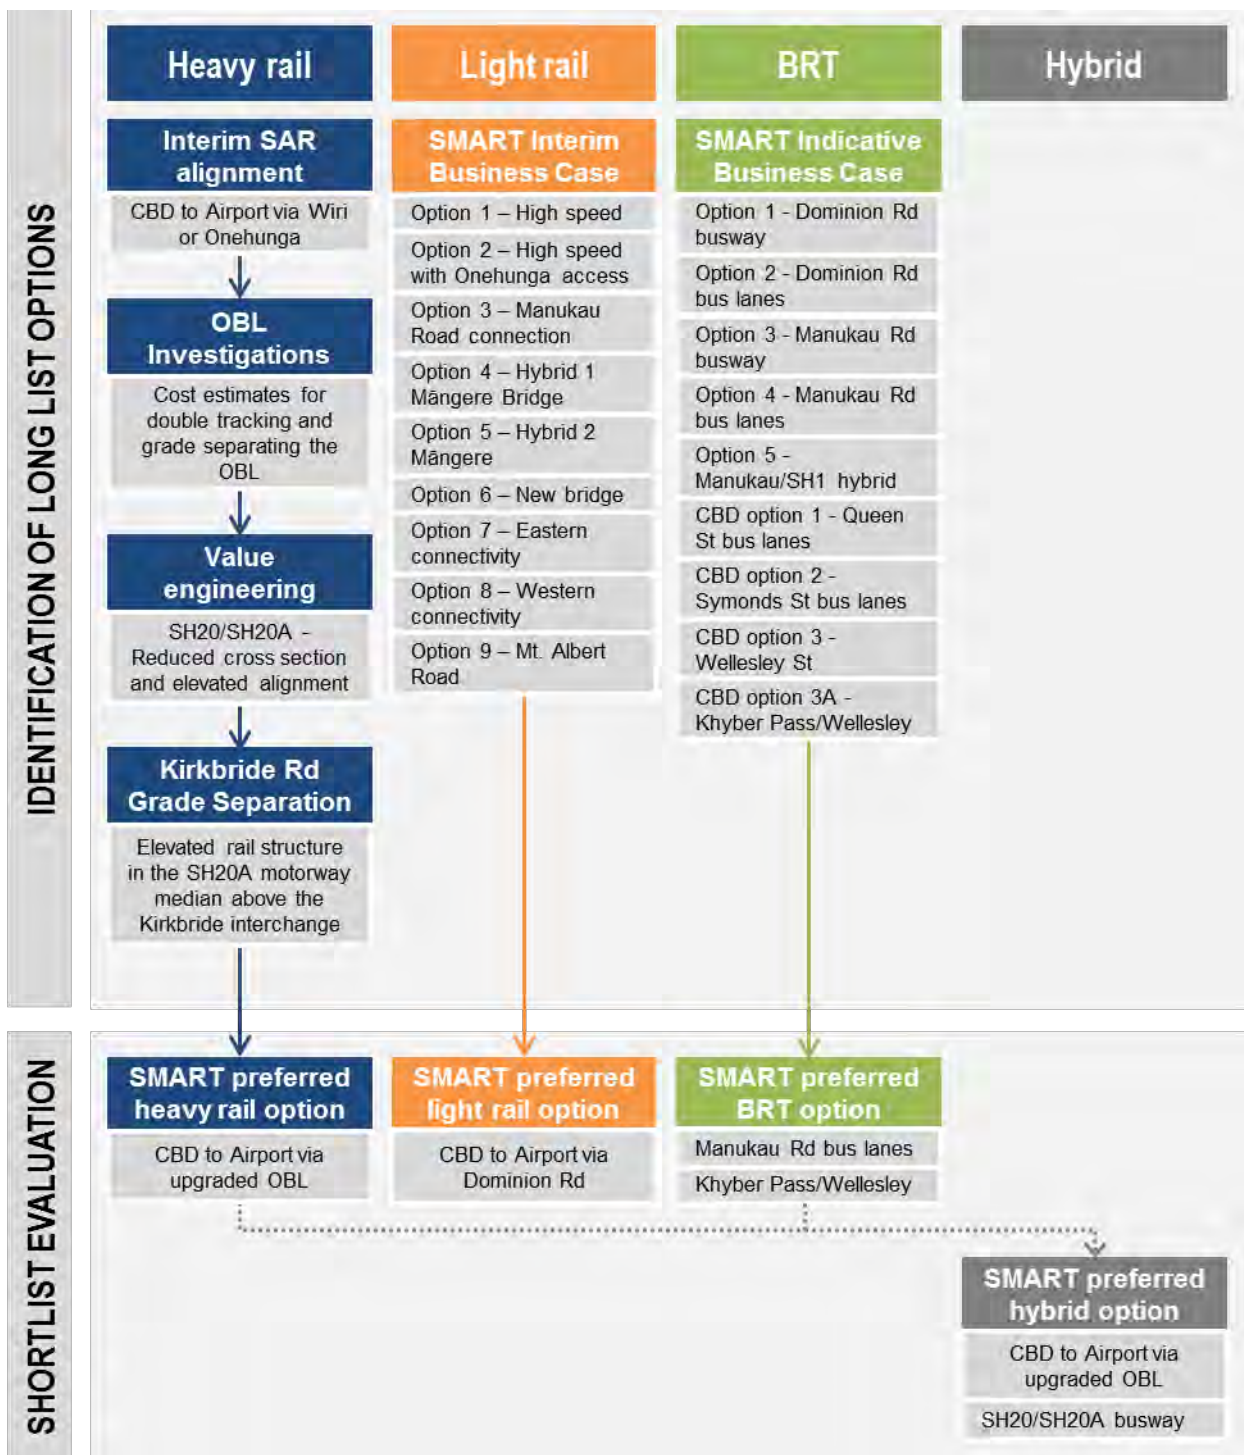 Heavy rail
Light rail
BRT
Hybrid
IDENTIFICATION OF LONG LIST OPTIONS
Interim SAR
alignment
CBD to Airport via Wiri
or Onehunga
OBL
Investigations
Cost estimates for
double tracking and
grade separating the
OBL
Value
engineering
SH20/SH20A -
Reduced cross section
and elevated alignment
Kirkbride Rd
Grade Separation
Elevated rail structure
in the SH20A motorway
median above the
Kirkbride interchange
SMART Interim
Business Case
Option 1 – High speed
Option 2 – High speed
with Onehunga access
Option 3 – Manukau
Road connection
Option 4 – Hybrid 1
Māngere Bridge
Option 5 – Hybrid 2
Māngere
Option 6 – New bridge
Option 7 – Eastern
connectivity
Option 8 – Western
connectivity
Option 9 – Mt. Albert
Road
SMART Indicative
Business Case
Option 1 - Dominion Rd
busway
Option 2 - Dominion Rd
bus lanes
Option 3 - Manukau Rd
busway
Option 4 - Manukau Rd
bus lanes
Option 5 -
Manukau/SH1 hybrid
CBD option 1 - Queen
St bus lanes
CBD option 2 -
Symonds St bus lanes
CBD option 3 -
Wellesley St
CBD option 3A -
Khyber Pass/Wellesley
SHORTLIST EVALUATION
SMART preferred
heavy rail option
CBD to Airport via
upgraded OBL
SMART preferred
light rail option
CBD to Airport via
Dominion Rd
SMART preferred
BRT option
Manukau Rd bus lanes
Khyber Pass/Wellesley
SMART preferred
hybrid option
CBD to Airport via
upgraded OBL
SH20/SH20A busway